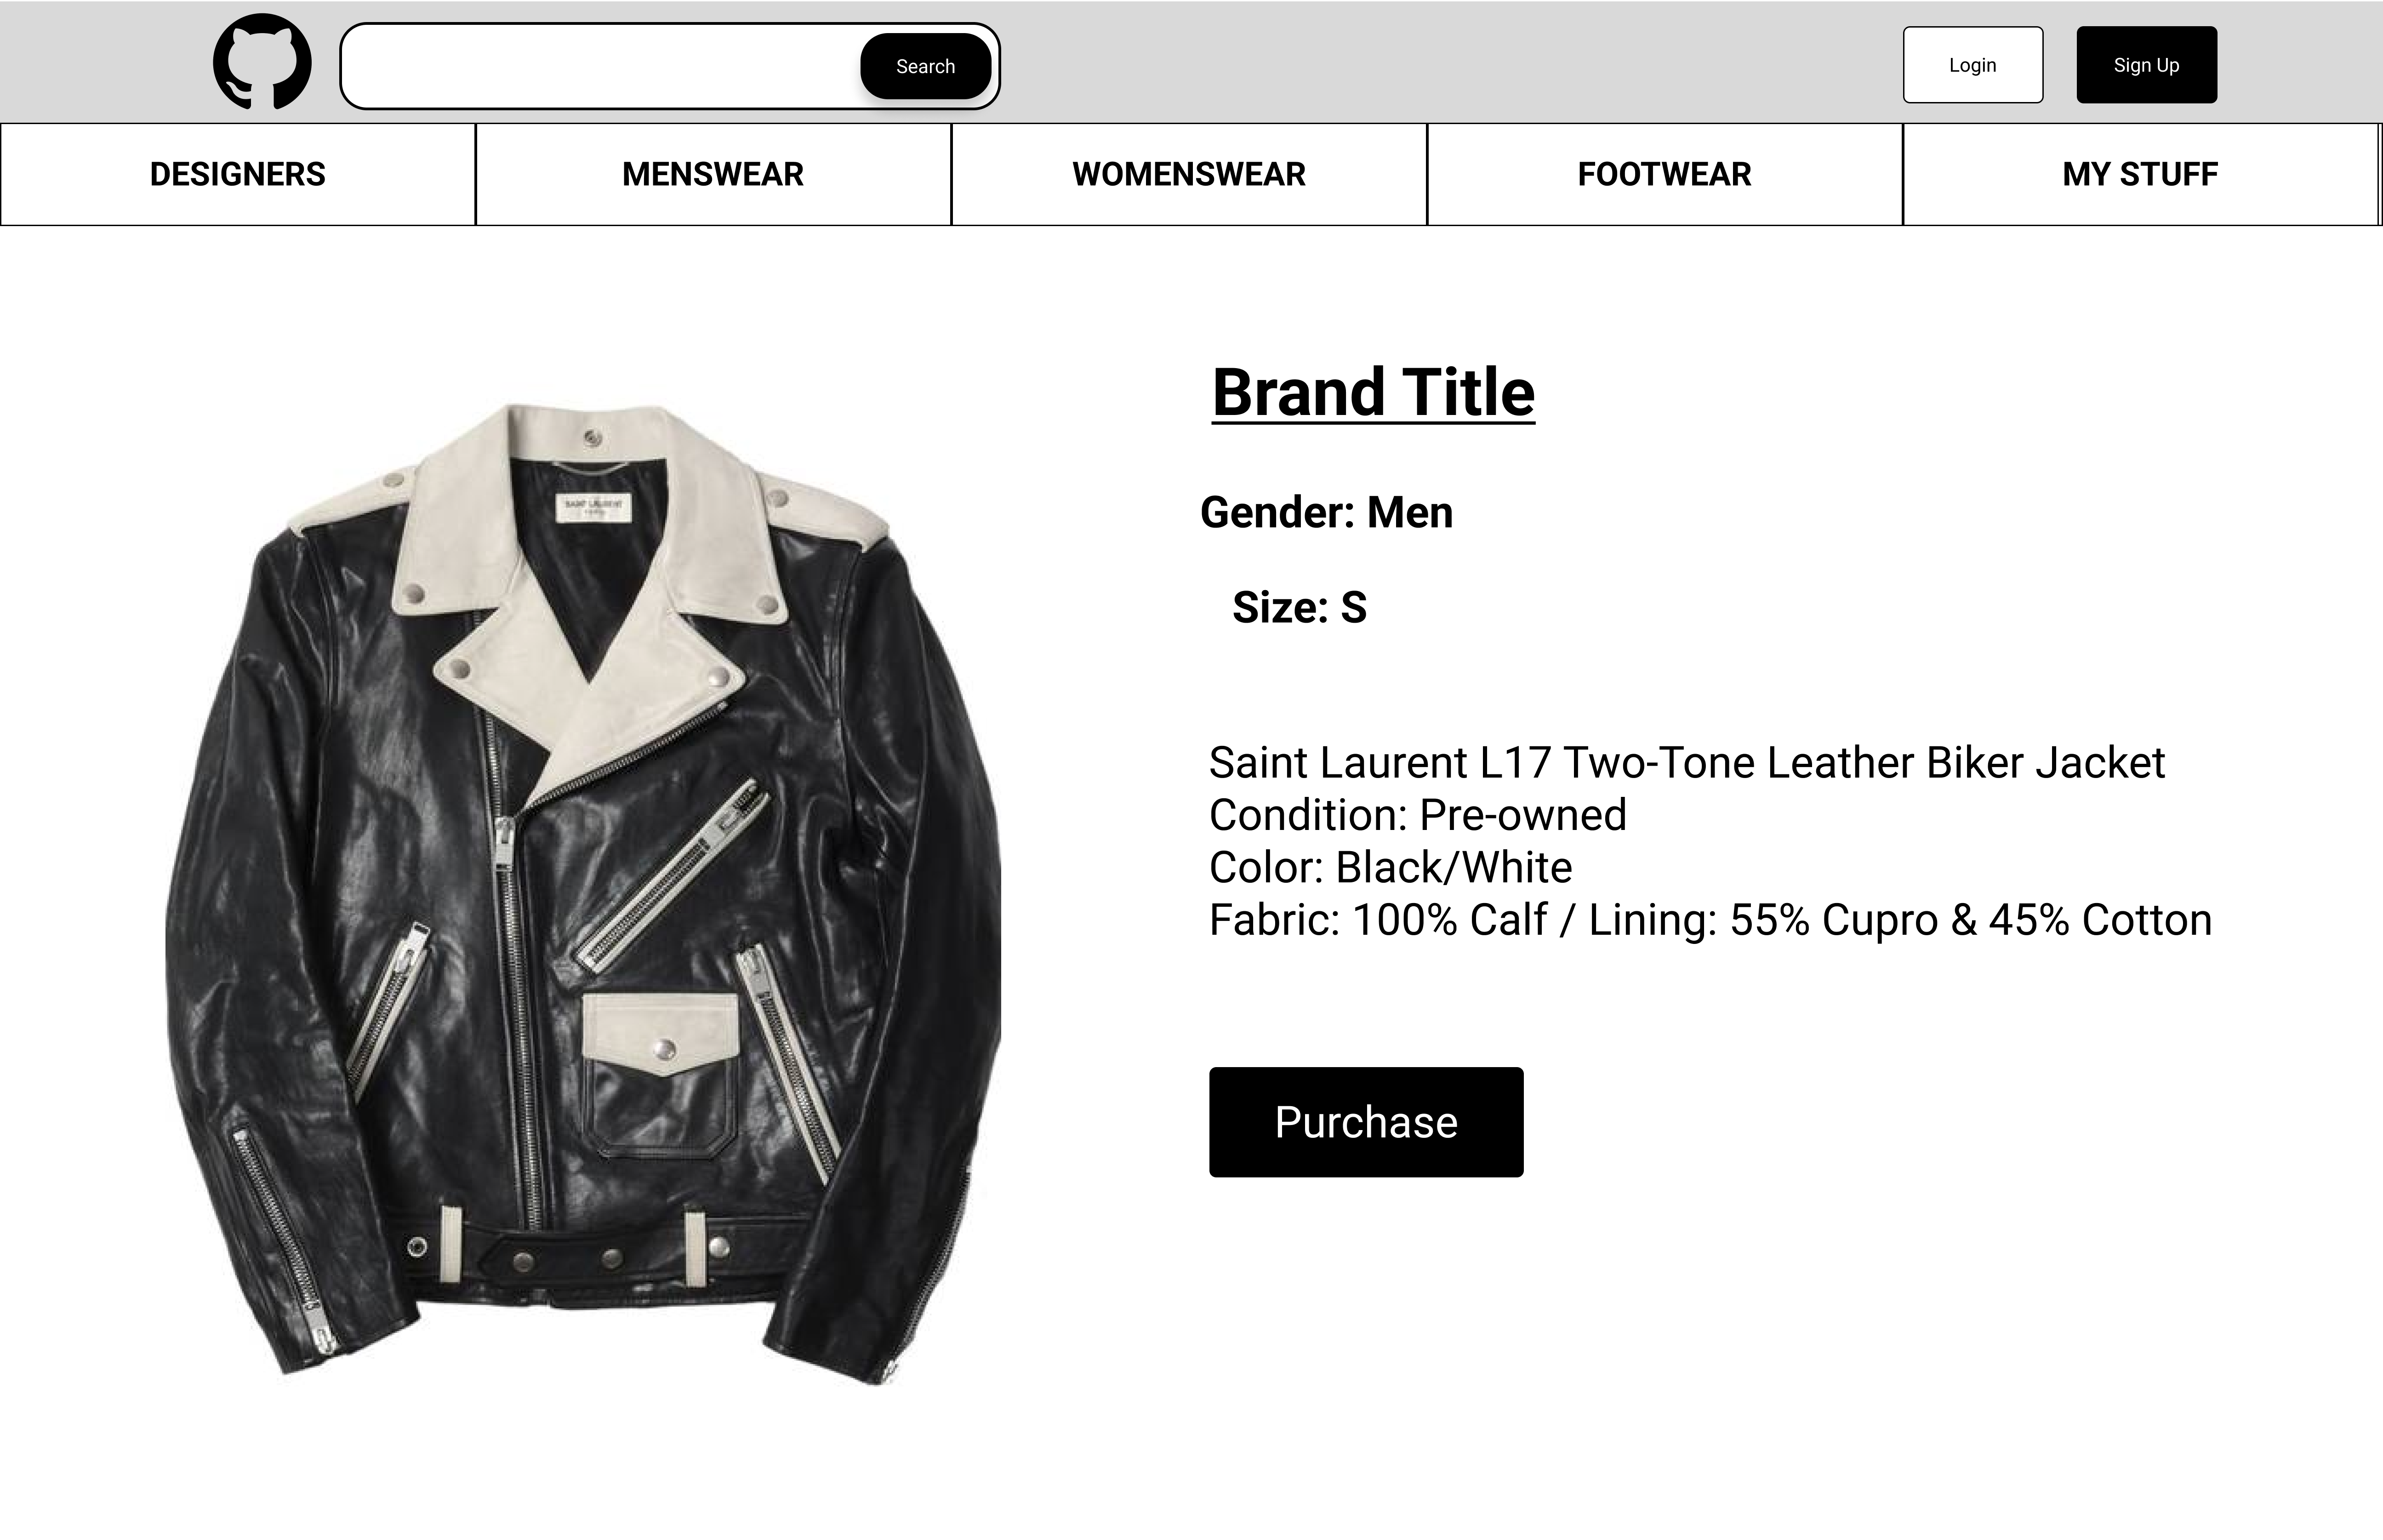 Search
Login
Sign Up
DESIGNERS
MENSWEAR
WOMENSWEAR
FOOTWEAR
MY STUFF
Brand Title
SAINT LAURENT
Gender: Men
Size: S
Saint Laurent L17 Two-Tone Leather Biker Jacket
Condition: Pre-owned
Color: Black/White
Fabric: 100% Calf / Lining: 55% Cupro & 45% Cotton
Purchase